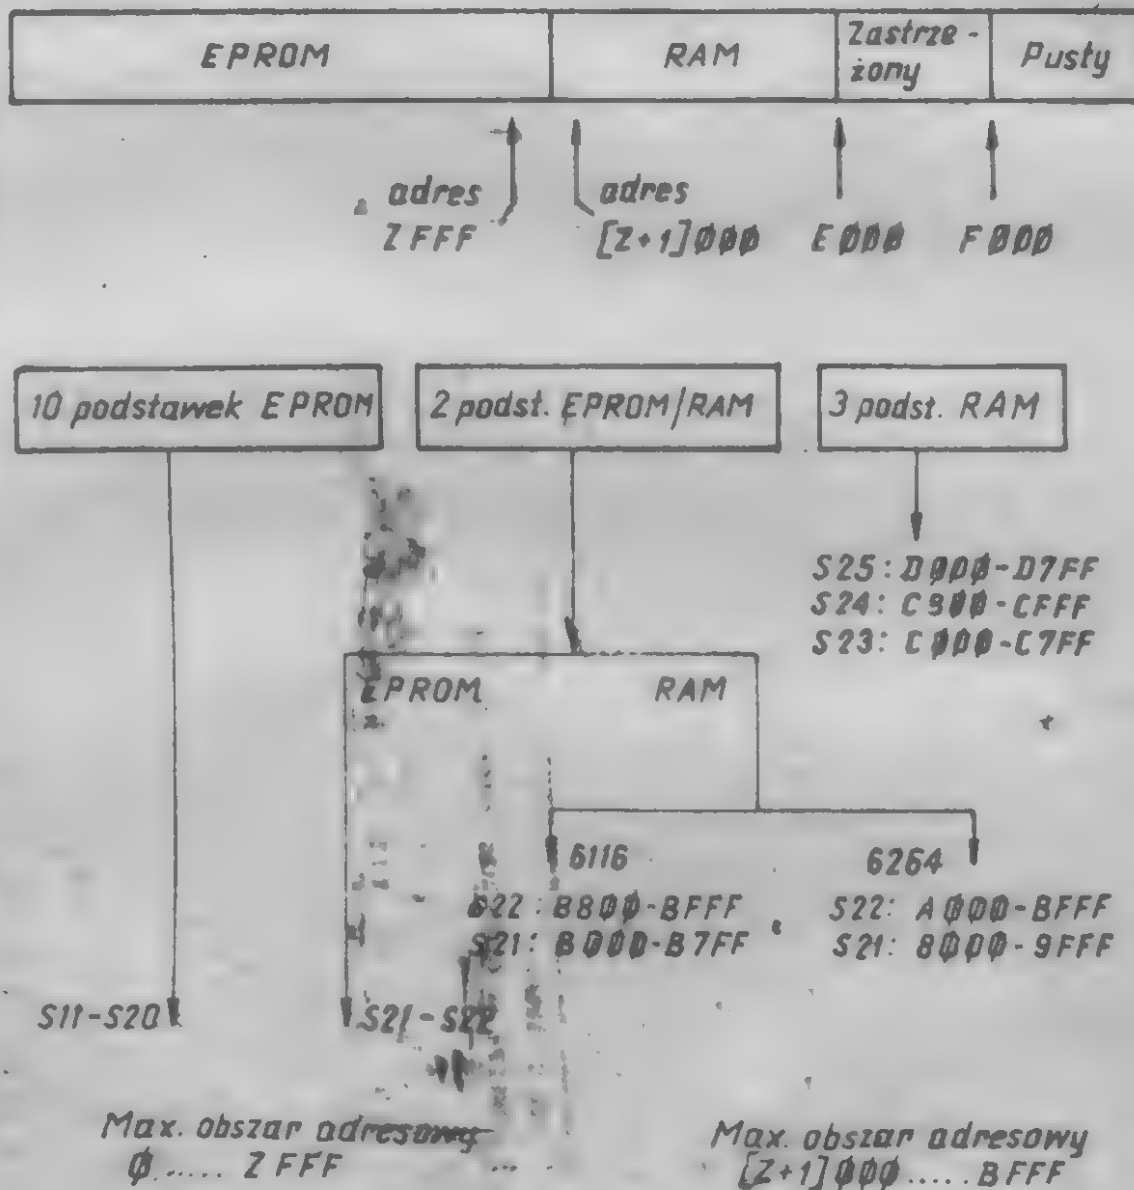 EPROM
RAM
Zastrze-
żony
Pusty
adres
ZFFF
adres
[Z+1]ØØØ
EØØØ
FØØØ
10 podstawek EPROM
2 podst. EPROM/RAM
3 podst. RAM
S25: DØØØ-D7FF
S24: C8ØØ-CFFF
S23: CØØØ-C7FF
EPROM
RAM
6116
S22: B8ØØ-BFFF
S21: BØØØ-B7FF
6264
S22: AØØØ-BFFF
S21: 8ØØØ-9FFF
S11-S20
S21-S22
Max. obszar adresowy
Ø ..... ZFFF
Max. obszar adresowy
[Z+1]ØØØ ..... BFFF